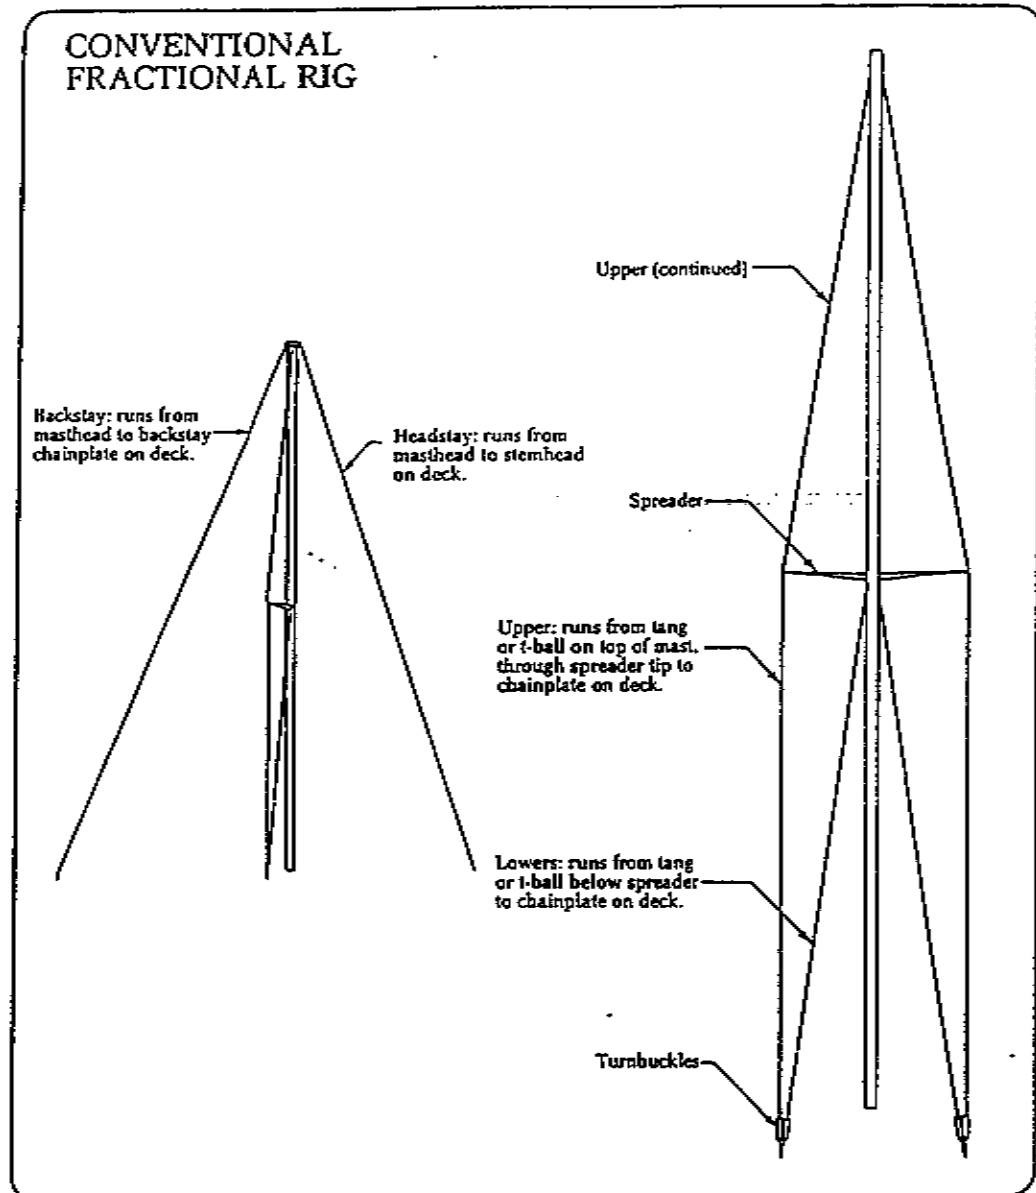 CONVENTIONAL
FRACTIONAL RIG
Backstay: runs from
masthead to backstay
chainplate on deck.
Headstay: runs from
masthead to stemhead
on deck.
Upper (continued)
Spreader
Upper: runs from tang
or t-ball on top of mast,
through spreader tip to
chainplate on deck.
Lowers: runs from tang
or t-ball below spreader
to chainplate on deck.
Turnbuckles